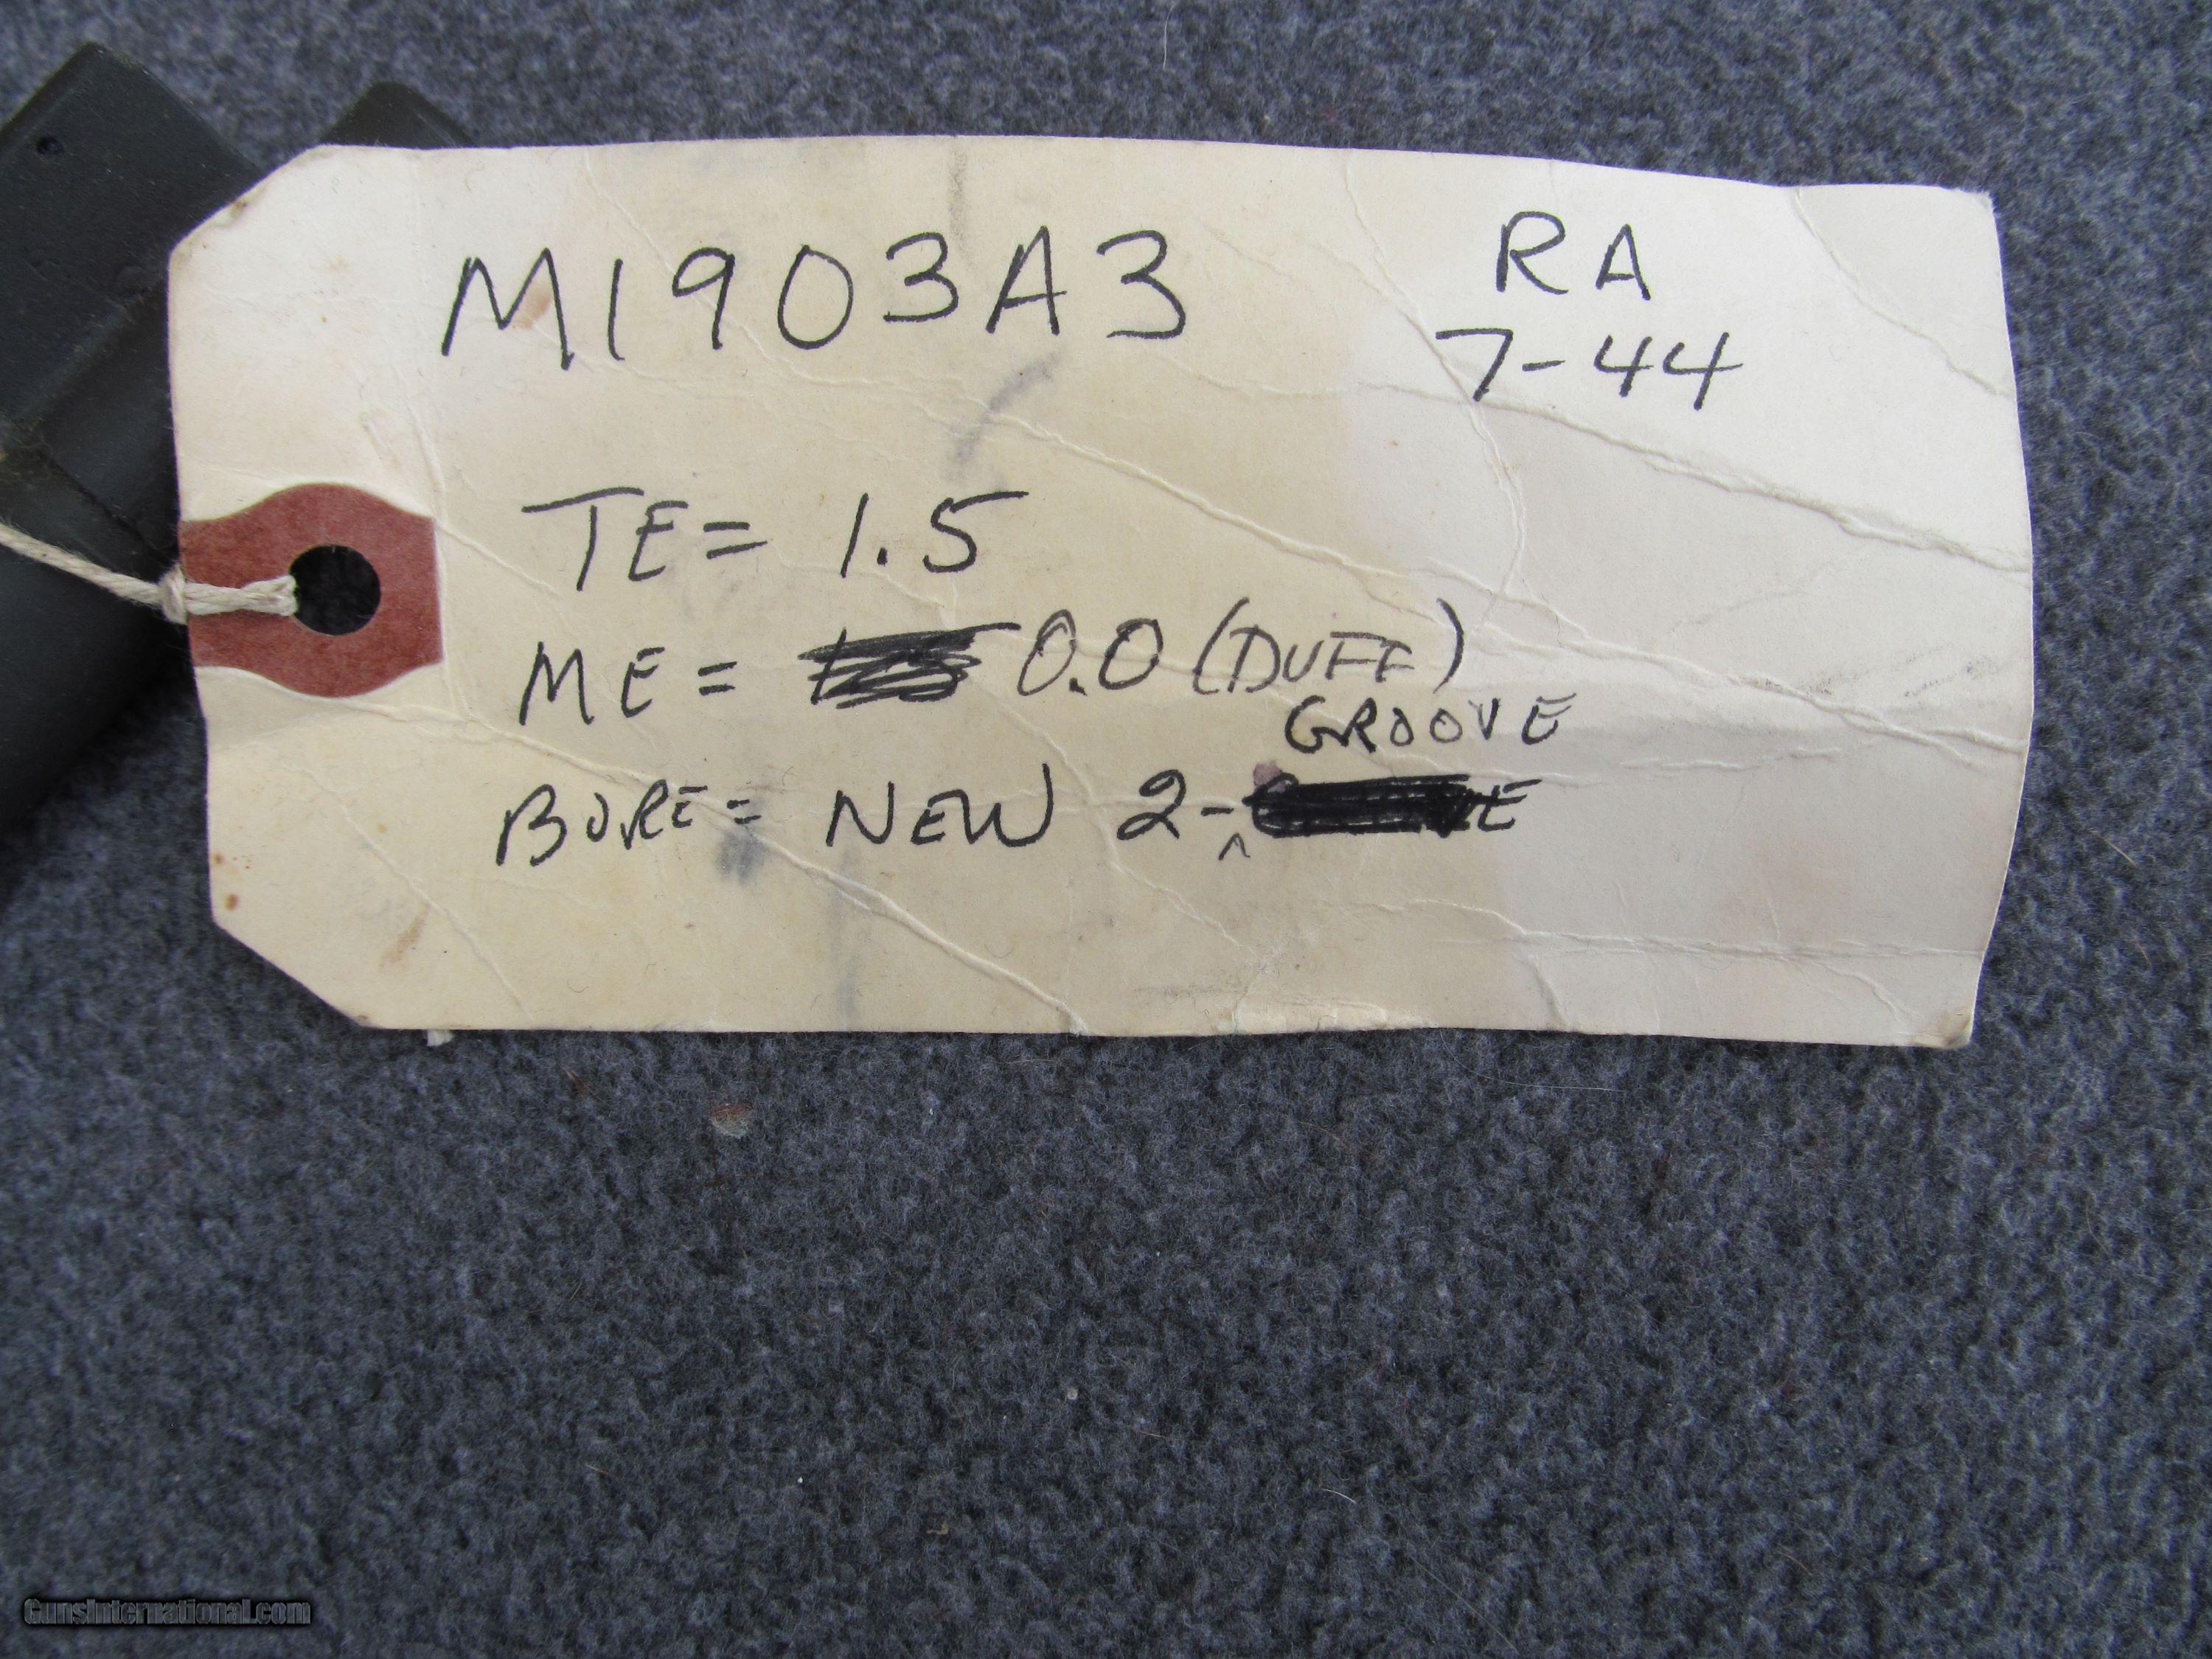 M1903A3
RA
7-44
TE = 1.5
ME = 0.0 (DUFF)
GROOVE
BORE = NEW 2-
GunsInternational.com